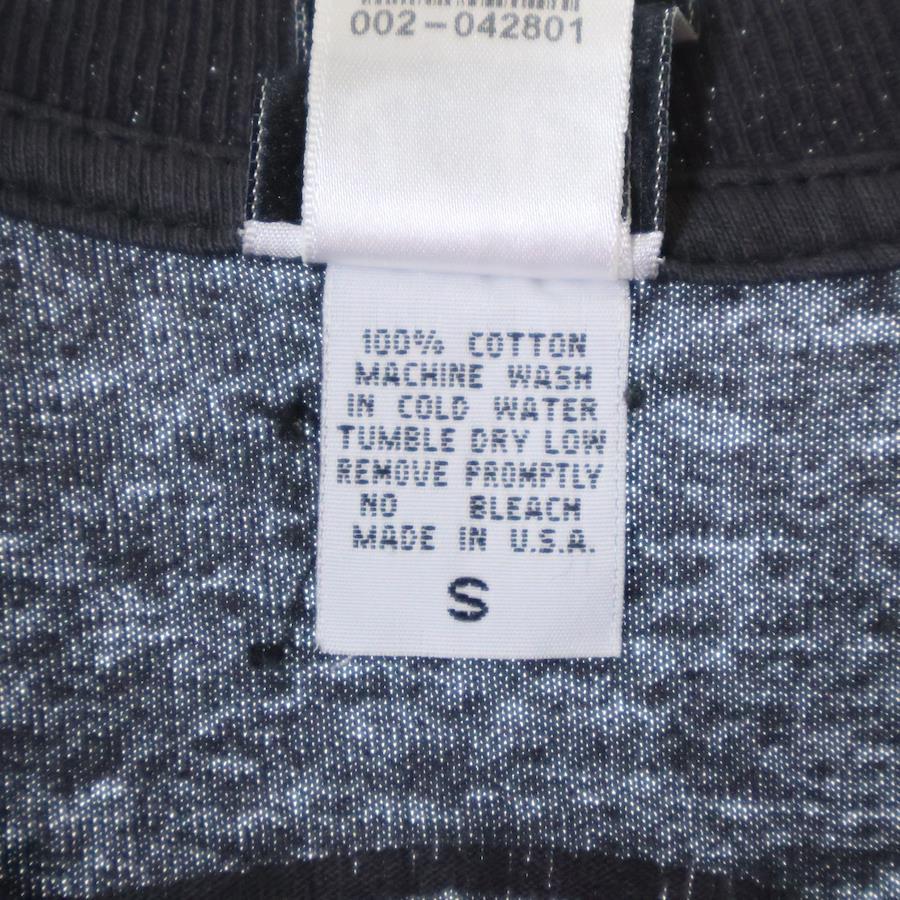 002-042801
100% COTTON
MACHINE WASH
IN COLD WATER
TUMBLE DRY LOW
REMOVE PROMPTLY
NO BLEACH
MADE IN U.S.A.
S